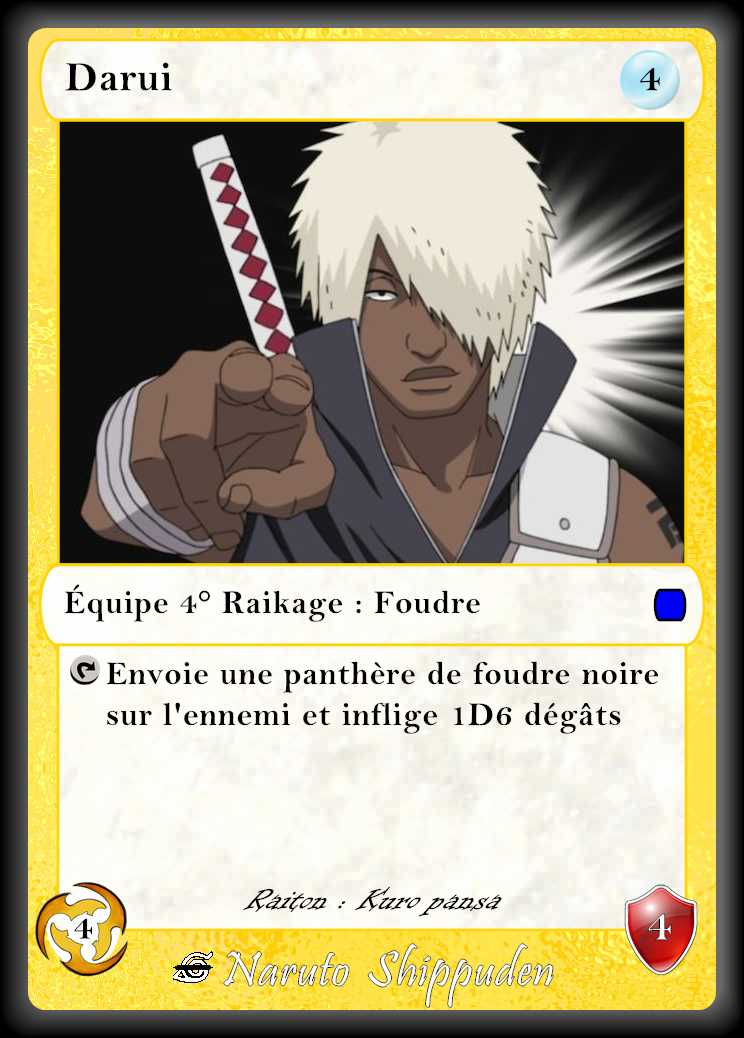 Darui
4
Équipe 4° Raikage : Foudre
Envoie une panthère de foudre noire
sur l'ennemi et inflige 1D6 dégâts
Raiton : Kuro pansa
4
4
Naruto Shippuden